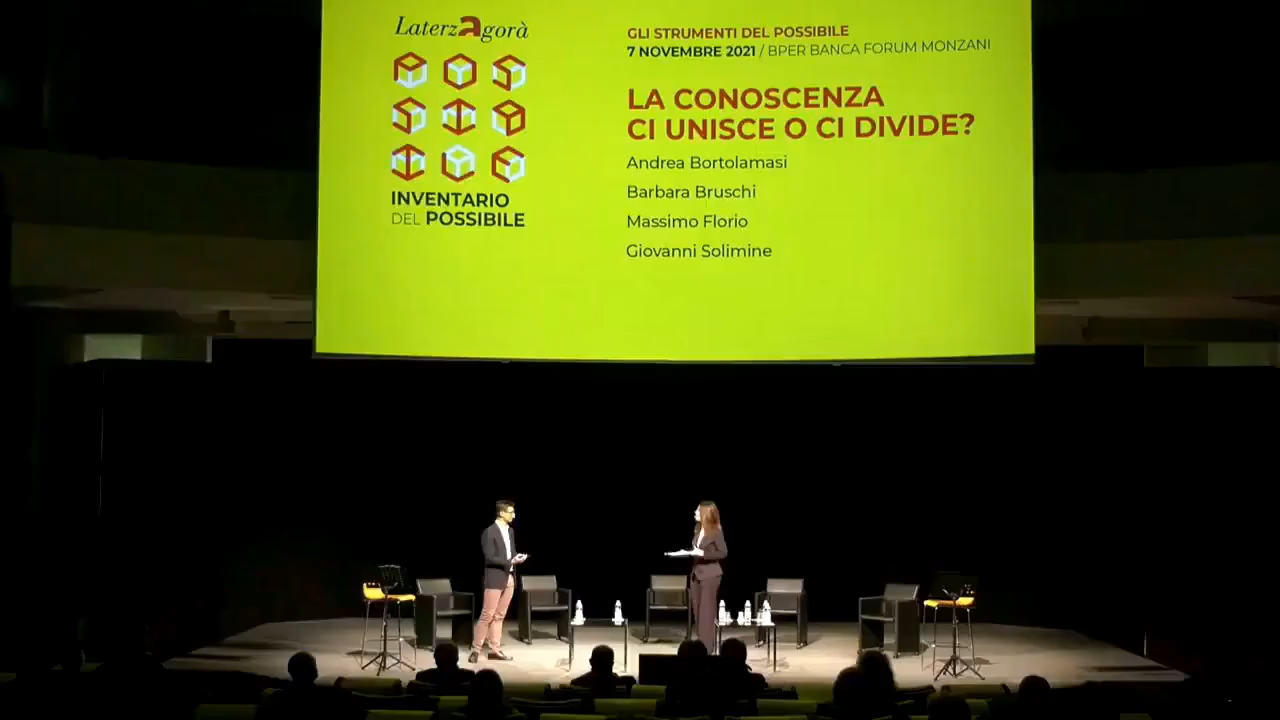 LaterzAgorà
INVENTARIO
DEL POSSIBILE
GLI STRUMENTI DEL POSSIBILE
7 NOVEMBRE 2021 / BPER BANCA FORUM MONZANI
LA CONOSCENZA
CI UNISCE O CI DIVIDE?
Andrea Bortolamasi
Barbara Bruschi
Massimo Florio
Giovanni Solimine